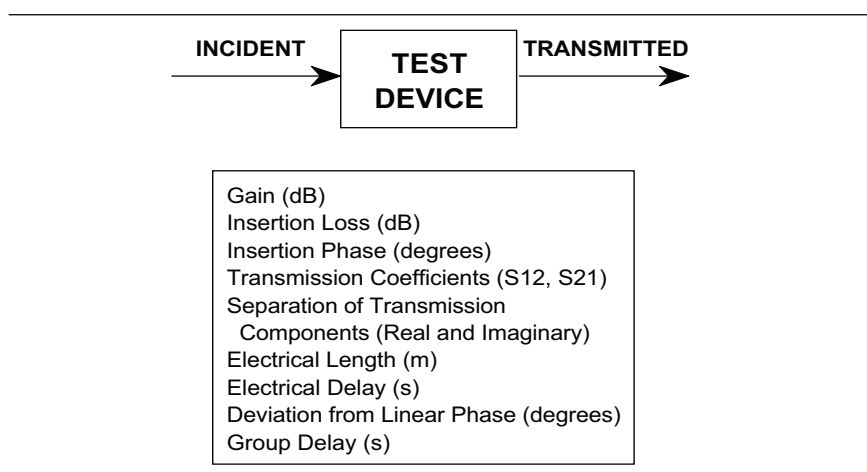 INCIDENT
TEST
DEVICE
TRANSMITTED
Gain (dB)
Insertion Loss (dB)
Insertion Phase (degrees)
Transmission Coefficients (S12, S21)
Separation of Transmission
Components (Real and Imaginary)
Electrical Length (m)
Electrical Delay (s)
Deviation from Linear Phase (degrees)
Group Delay (s)